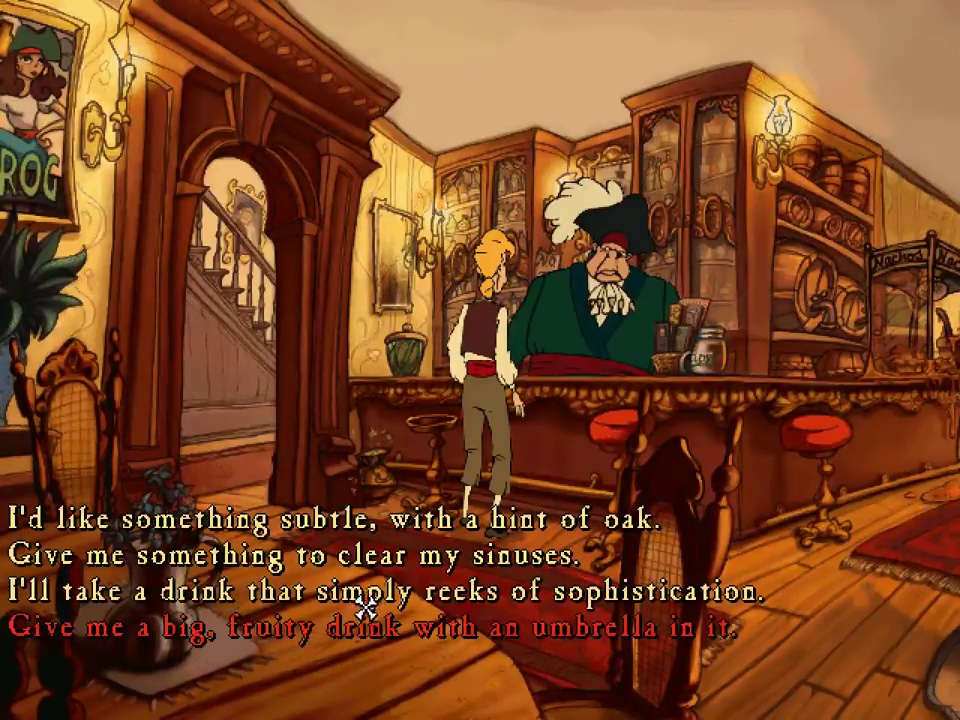 ROG
Nachos
I'd like something subtle, with a hint of oak.
Give me something to clear my sinuses.
I'll take a drink that simply reeks of sophistication.
Give me a big, fruity drink with an umbrella in it.